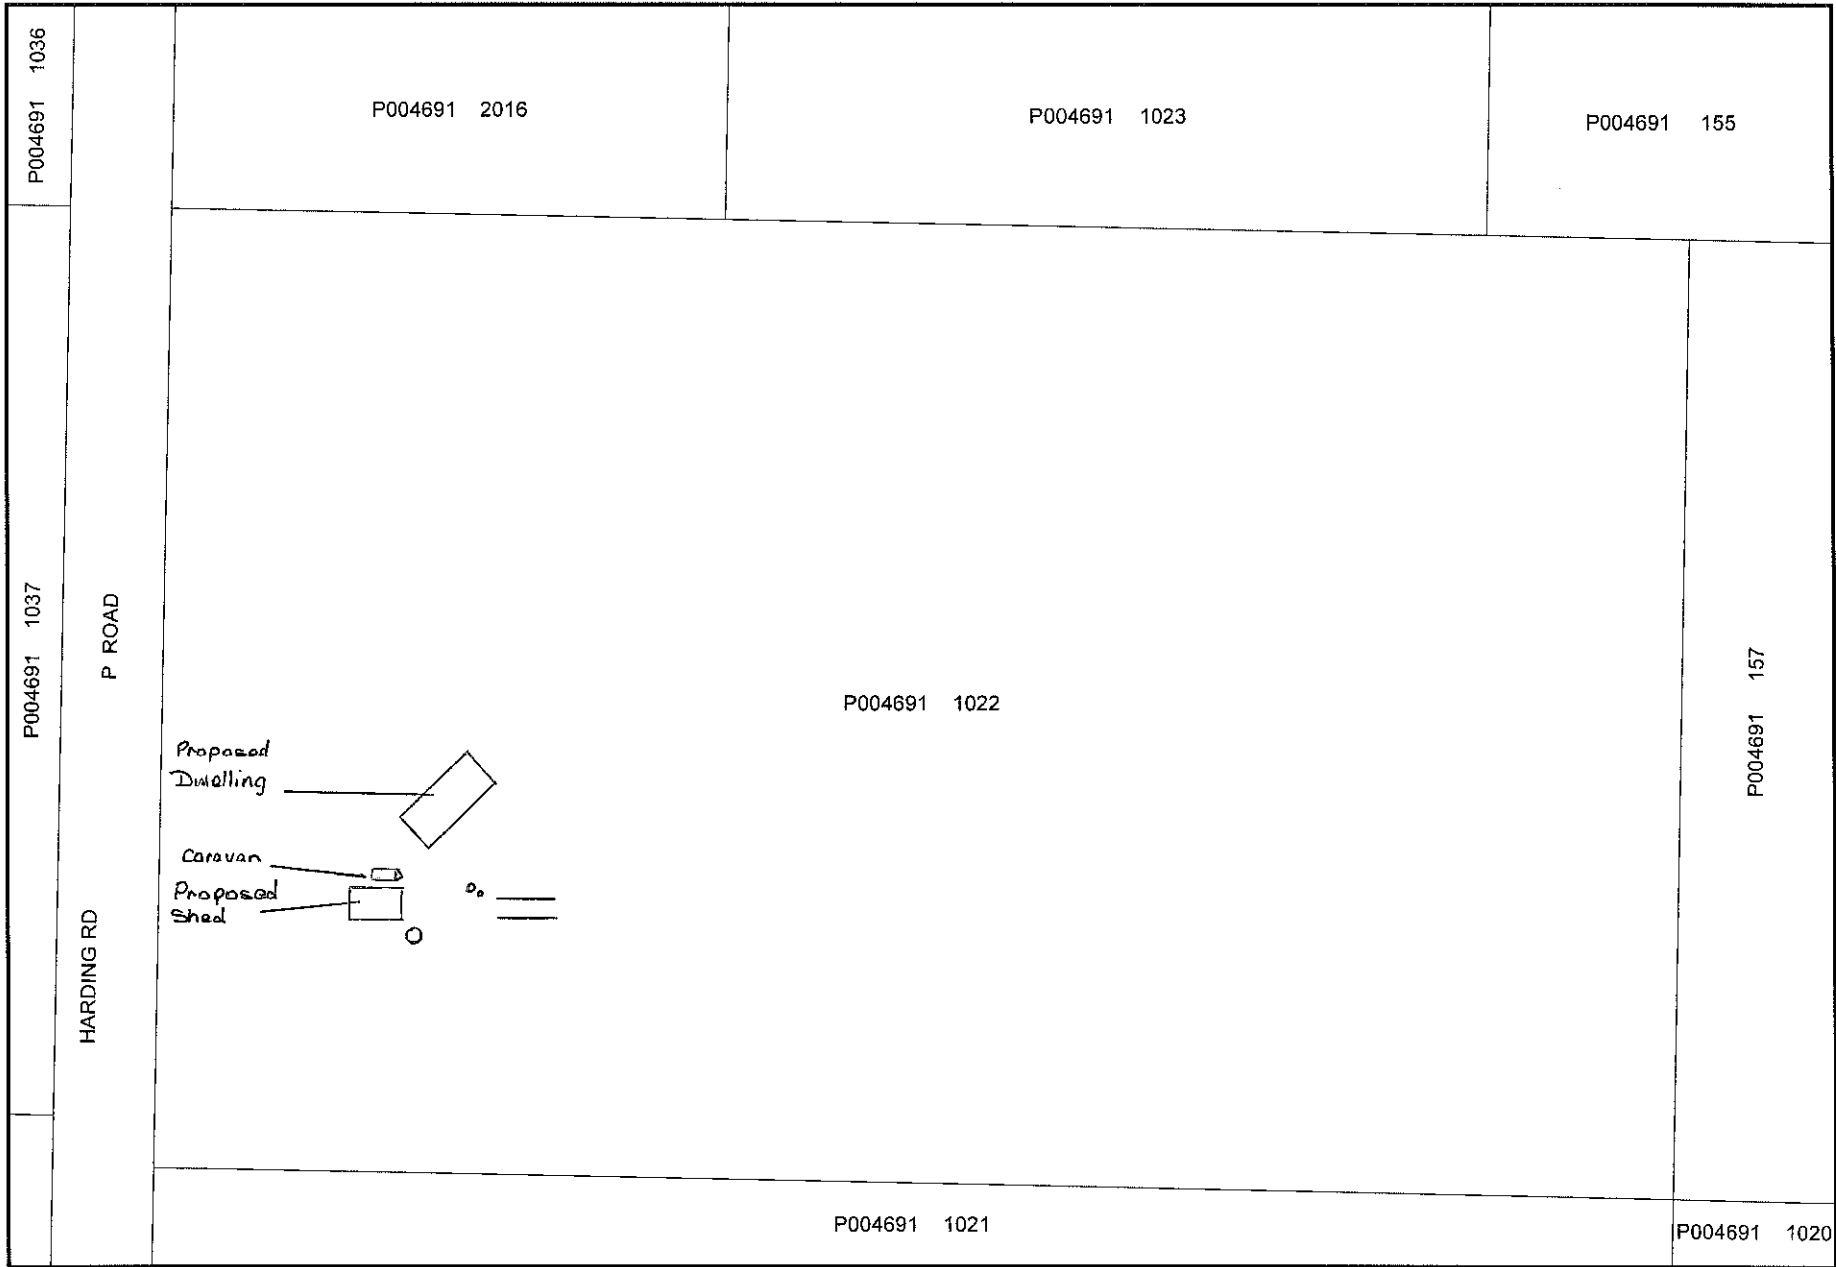 P004691 1036
P004691 2016
P004691 1023
P004691 155
P004691 1037
P ROAD
HARDING RD
P004691 1022
P004691 157
Proposed
Dwelling
Caravan
Proposed
Shed
P004691 1021
P004691 1020